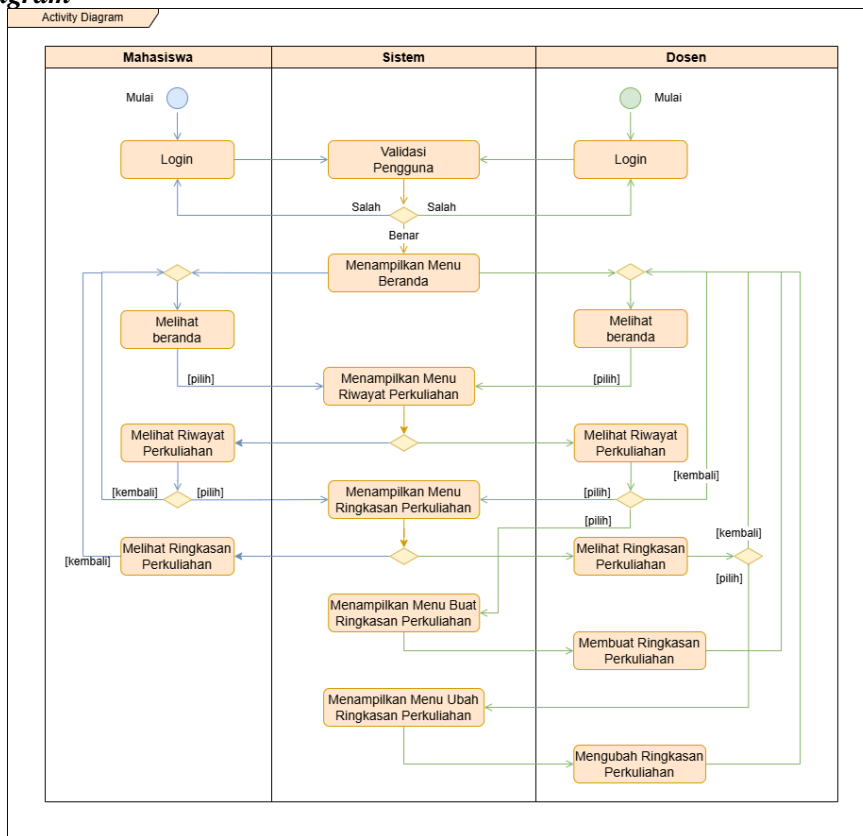 Activity Diagram
Mahasiswa
Sistem
Dosen
Mulai
Mulai
Login
Validasi
Pengguna
Login
Salah
Salah
Benar
Menampilkan Menu
Beranda
Melihat
beranda
Melihat
beranda
[pilih]
[pilih]
Menampilkan Menu
Riwayat Perkuliahan
Melihat Riwayat
Perkuliahan
Melihat Riwayat
Perkuliahan
[kembali]
[kembali]
[pilih]
Menampilkan Menu
Ringkasan Perkuliahan
[pilih]
[pilih]
[kembali]
Melihat Ringkasan
Perkuliahan
Melihat Ringkasan
Perkuliahan
[kembali]
[pilih]
Menampilkan Menu Buat
Ringkasan Perkuliahan
Membuat Ringkasan
Perkuliahan
Menampilkan Menu Ubah
Ringkasan Perkuliahan
Mengubah Ringkasan
Perkuliahan